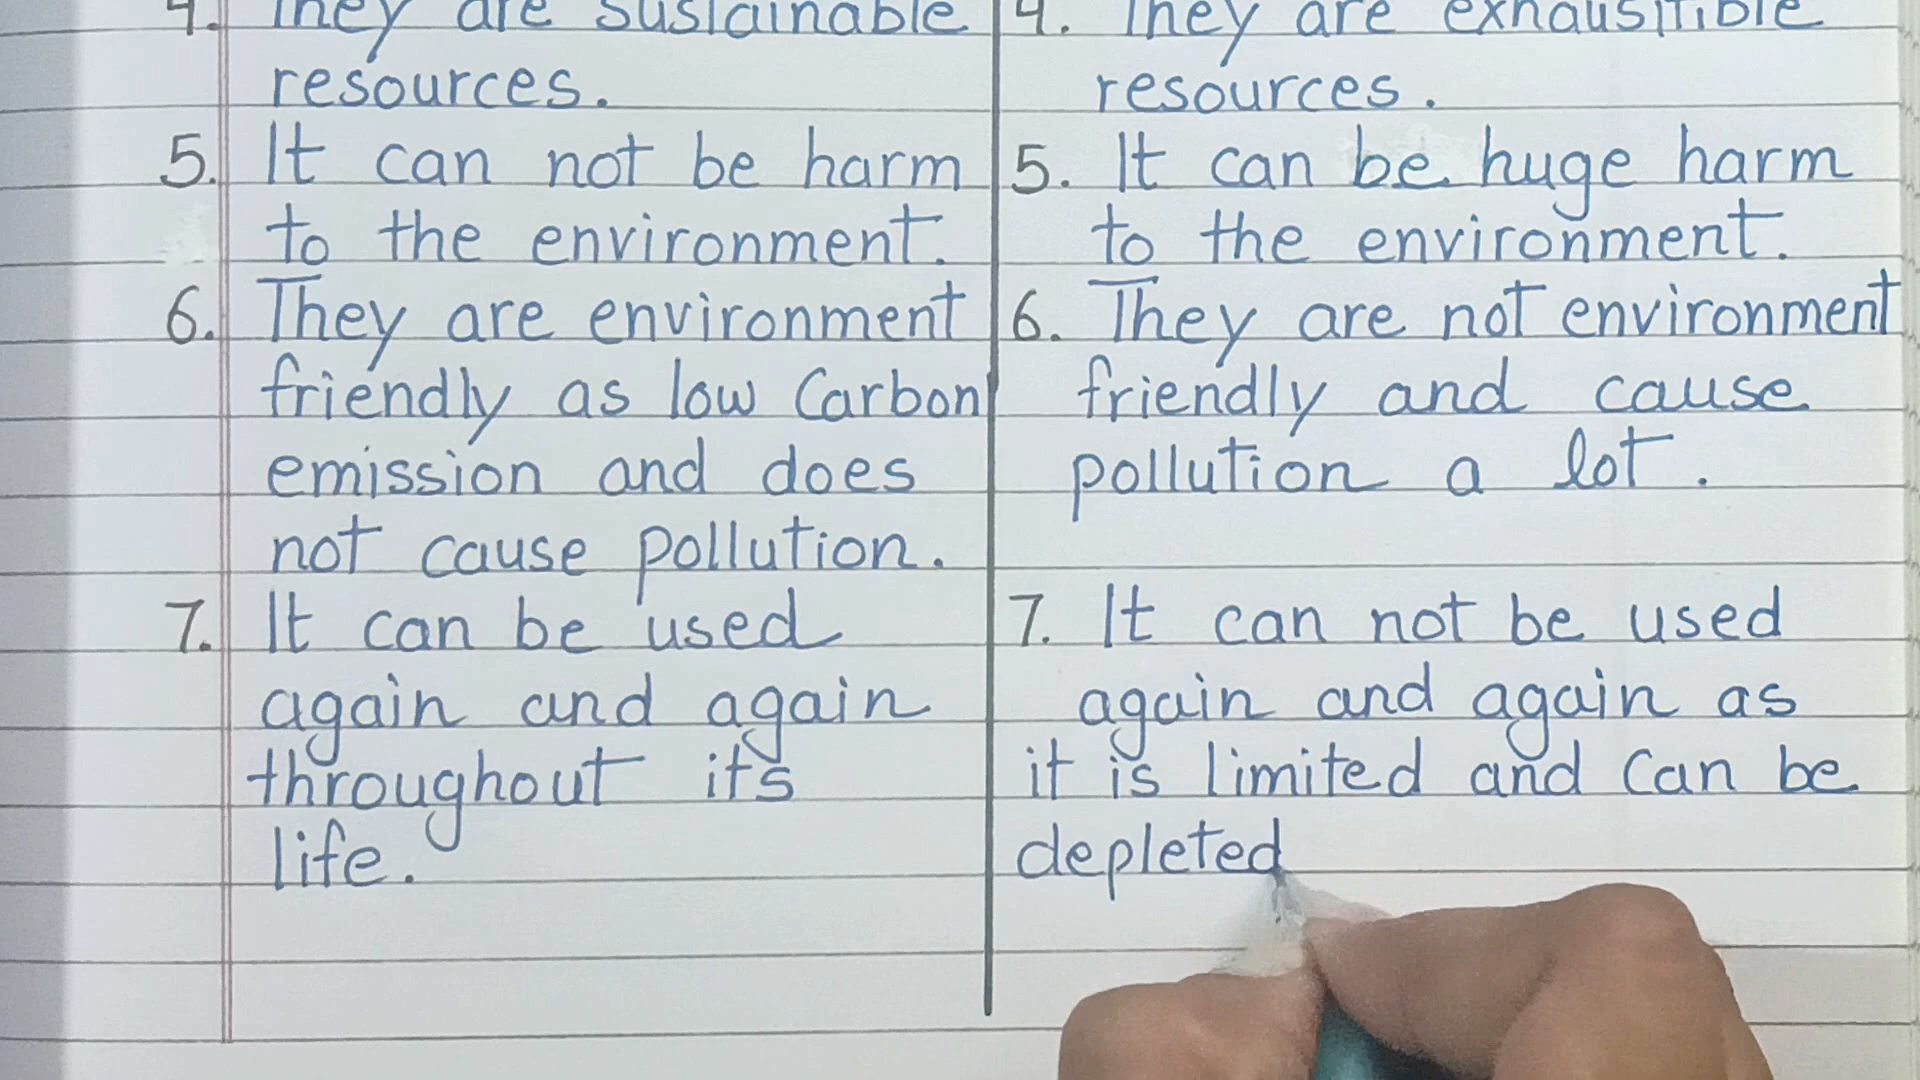 4. They are sustainable
resources.
5. It can not be harm
to the environment.
6. They are environment
friendly as low Carbon
emission and does
not cause pollution.
7. It can be used
again and again
throughout it's
life.
4. They are exhaustible
resources.
5. It can be huge harm
to the environment.
6. They are not environment
friendly and cause
pollution a lot.
7. It can not be used
again and again as
it is limited and Can be
depleted